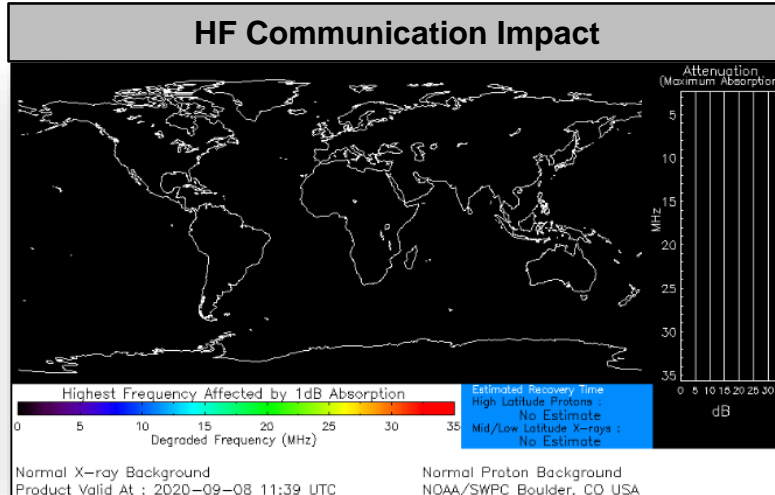 HF Communication Impact
Attenuation
(Maximum Absorption
5
10
15
20
25
30
35
MHz
0 5 10 15 20 25 30
dB
Highest Frequency Affected by 1dB Absorption
0 5 10 15 20 25 30 35
Degraded Frequency (MHz)
Estimated Recovery Time
High Latitude Protons :
No Estimate
Mid/Low Latitude X-rays :
No Estimate
Normal X-ray Background
Normal Proton Background
Product Valid At : 2020-09-08 11:39 UTC
NOAA/SWPC Boulder, CO USA